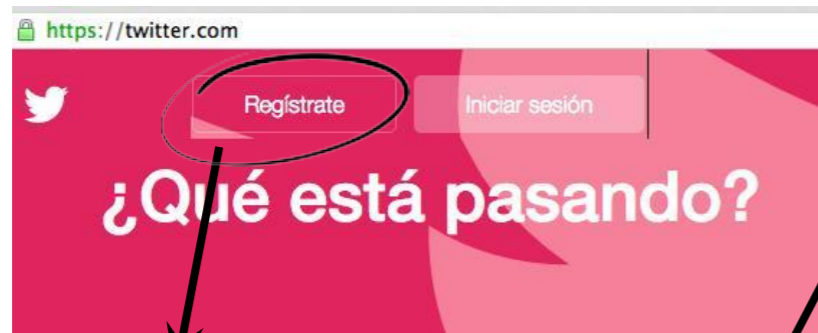 https://twitter.com
Regístrate Iniciar sesión
¿Qué está pasando?